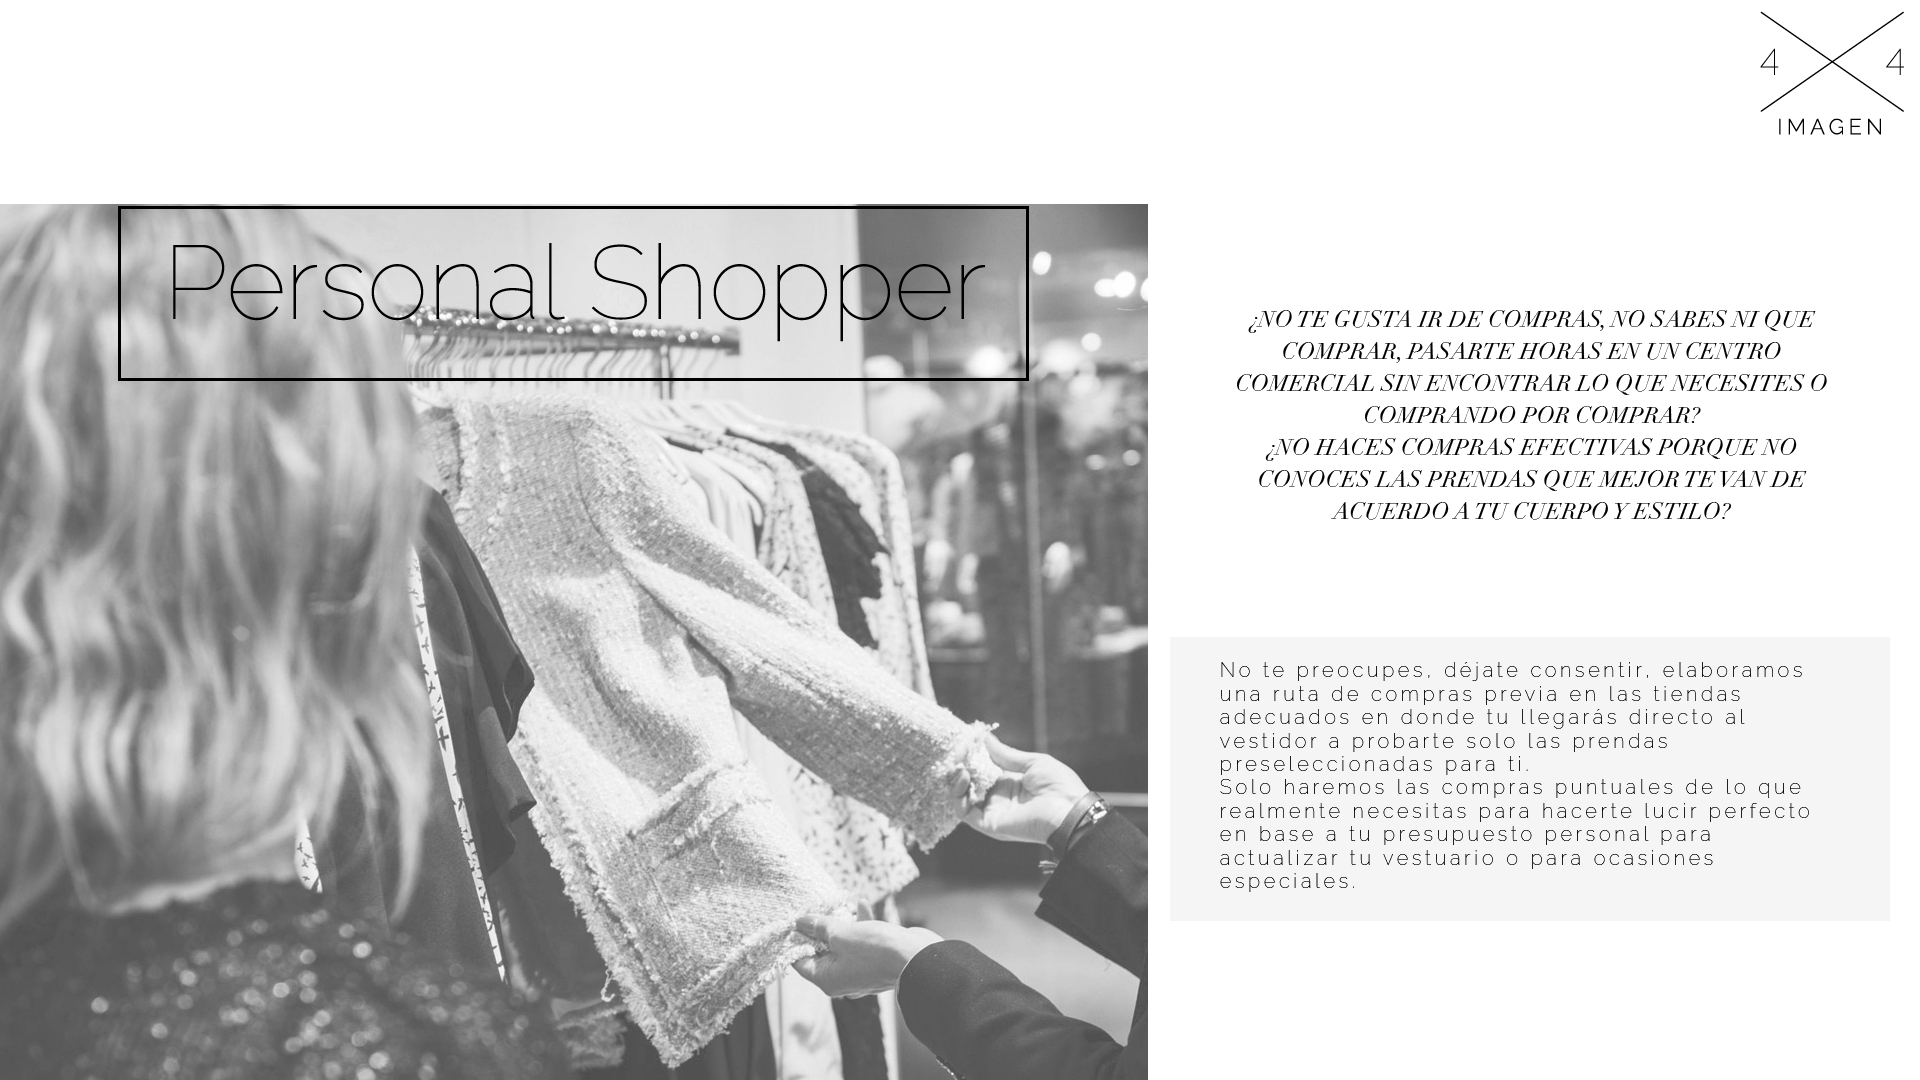 4 4
IMAGEN
Personal Shopper
¿NO TE GUSTA IR DE COMPRAS, NO SABES NI QUE
COMPRAR, PASARTE HORAS EN UN CENTRO
COMERCIAL SIN ENCONTRAR LO QUE NECESITES O
COMPRANDO POR COMPRAR?
¿NO HACES COMPRAS EFECTIVAS PORQUE NO
CONOCES LAS PRENDAS QUE MEJOR TE VAN DE
ACUERDO A TU CUERPO Y ESTILO?
No te preocupes, déjate consentir, elaboramos
una ruta de compras previa en las tiendas
adecuados en donde tu llegarás directo al
vestidor a probarte solo las prendas
preseleccionadas para ti.
Solo haremos las compras puntuales de lo que
realmente necesitas para hacerte lucir perfecto
en base a tu presupuesto personal para
actualizar tu vestuario o para ocasiones
especiales.